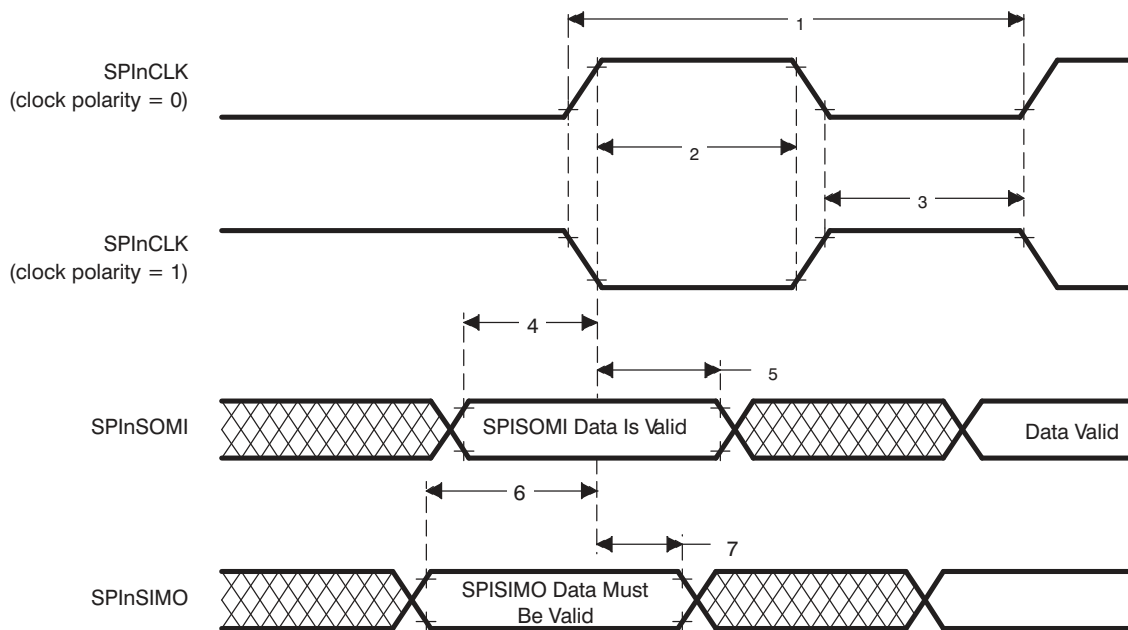 1
SPInCLK
(clock polarity = 0)
2
3
SPInCLK
(clock polarity = 1)
4
5
SPInSOMI
SPISOMI Data Is Valid
Data Valid
6
7
SPInSIMO
SPISIMO Data Must
Be Valid